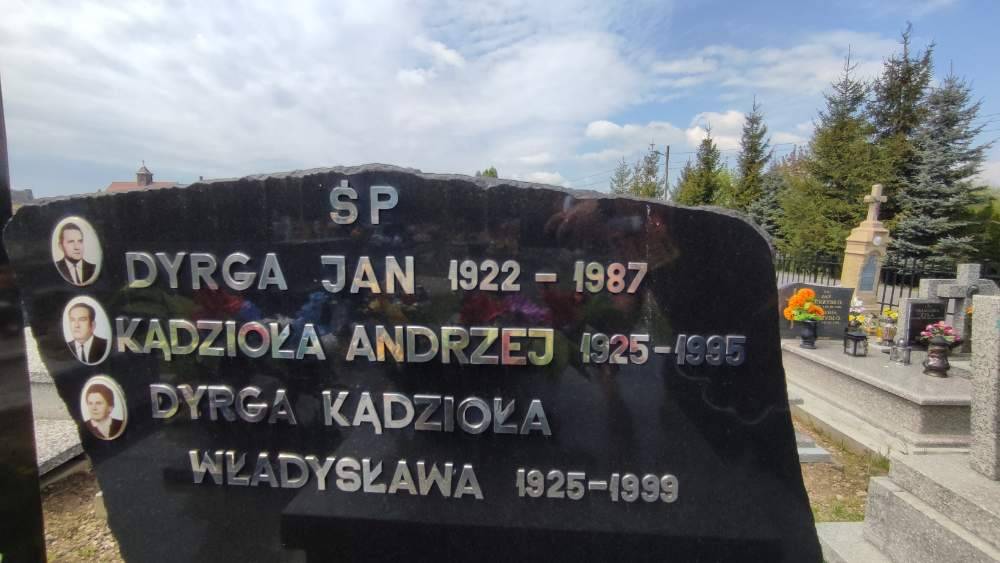 ŚP
DYRGA JAN 1922 - 1987
KĄDZIOŁA ANDRZEJ 1925-1995
DYRGA KĄDZIOŁA
WŁADYSŁAWA 1925-1999